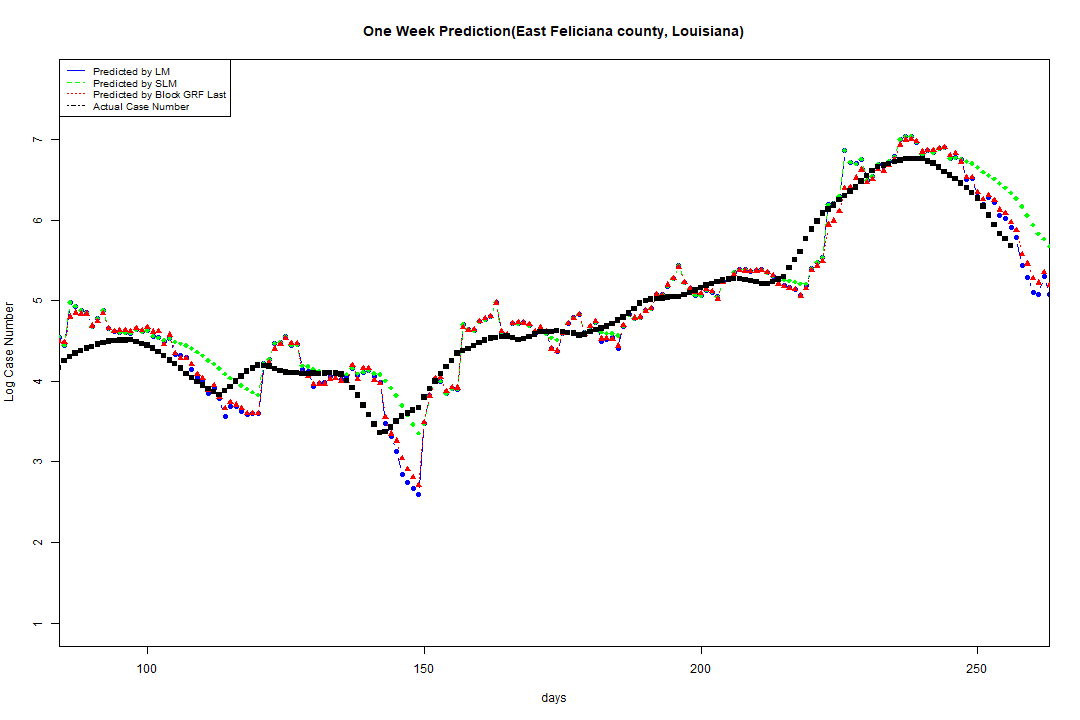 One Week Prediction(East Feliciana county, Louisiana)
Predicted by LM
Predicted by SLM
Predicted by Block GRF Last
Actual Case Number
7
6
5
4
3
2
1
Log Case Number
100 150 200 250
days